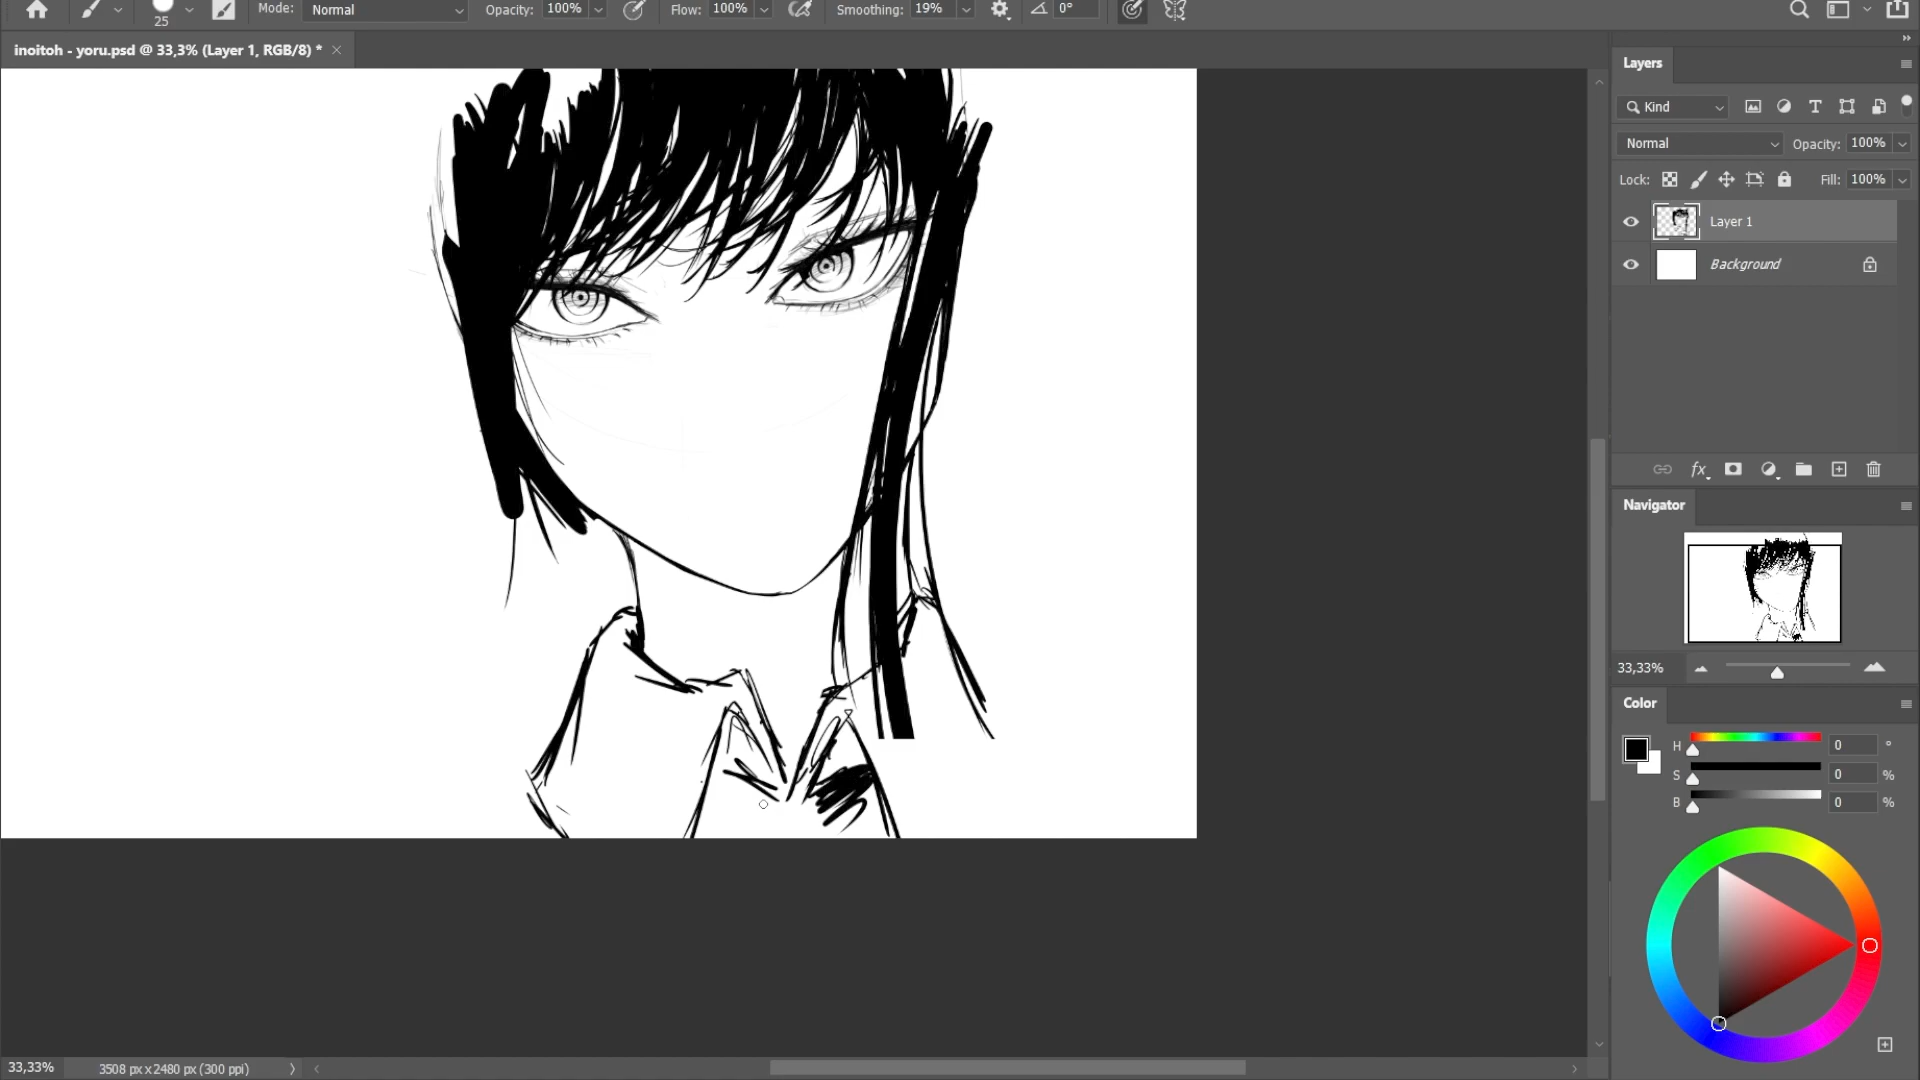 Mode: Normal Opacity: 100% Flow: 100% Smoothing: 19% 0°
25
inoitoh - yoru.psd @ 33,3% (Layer 1, RGB/8) *
Layers
Kind
Normal Opacity: 100%
Lock: Fill: 100%
Layer 1
Background
fx
Navigator
33,33%
Color
H 0 °
S 0 %
B 0 %
33,33% 3508 px x 2480 px (300 ppi)